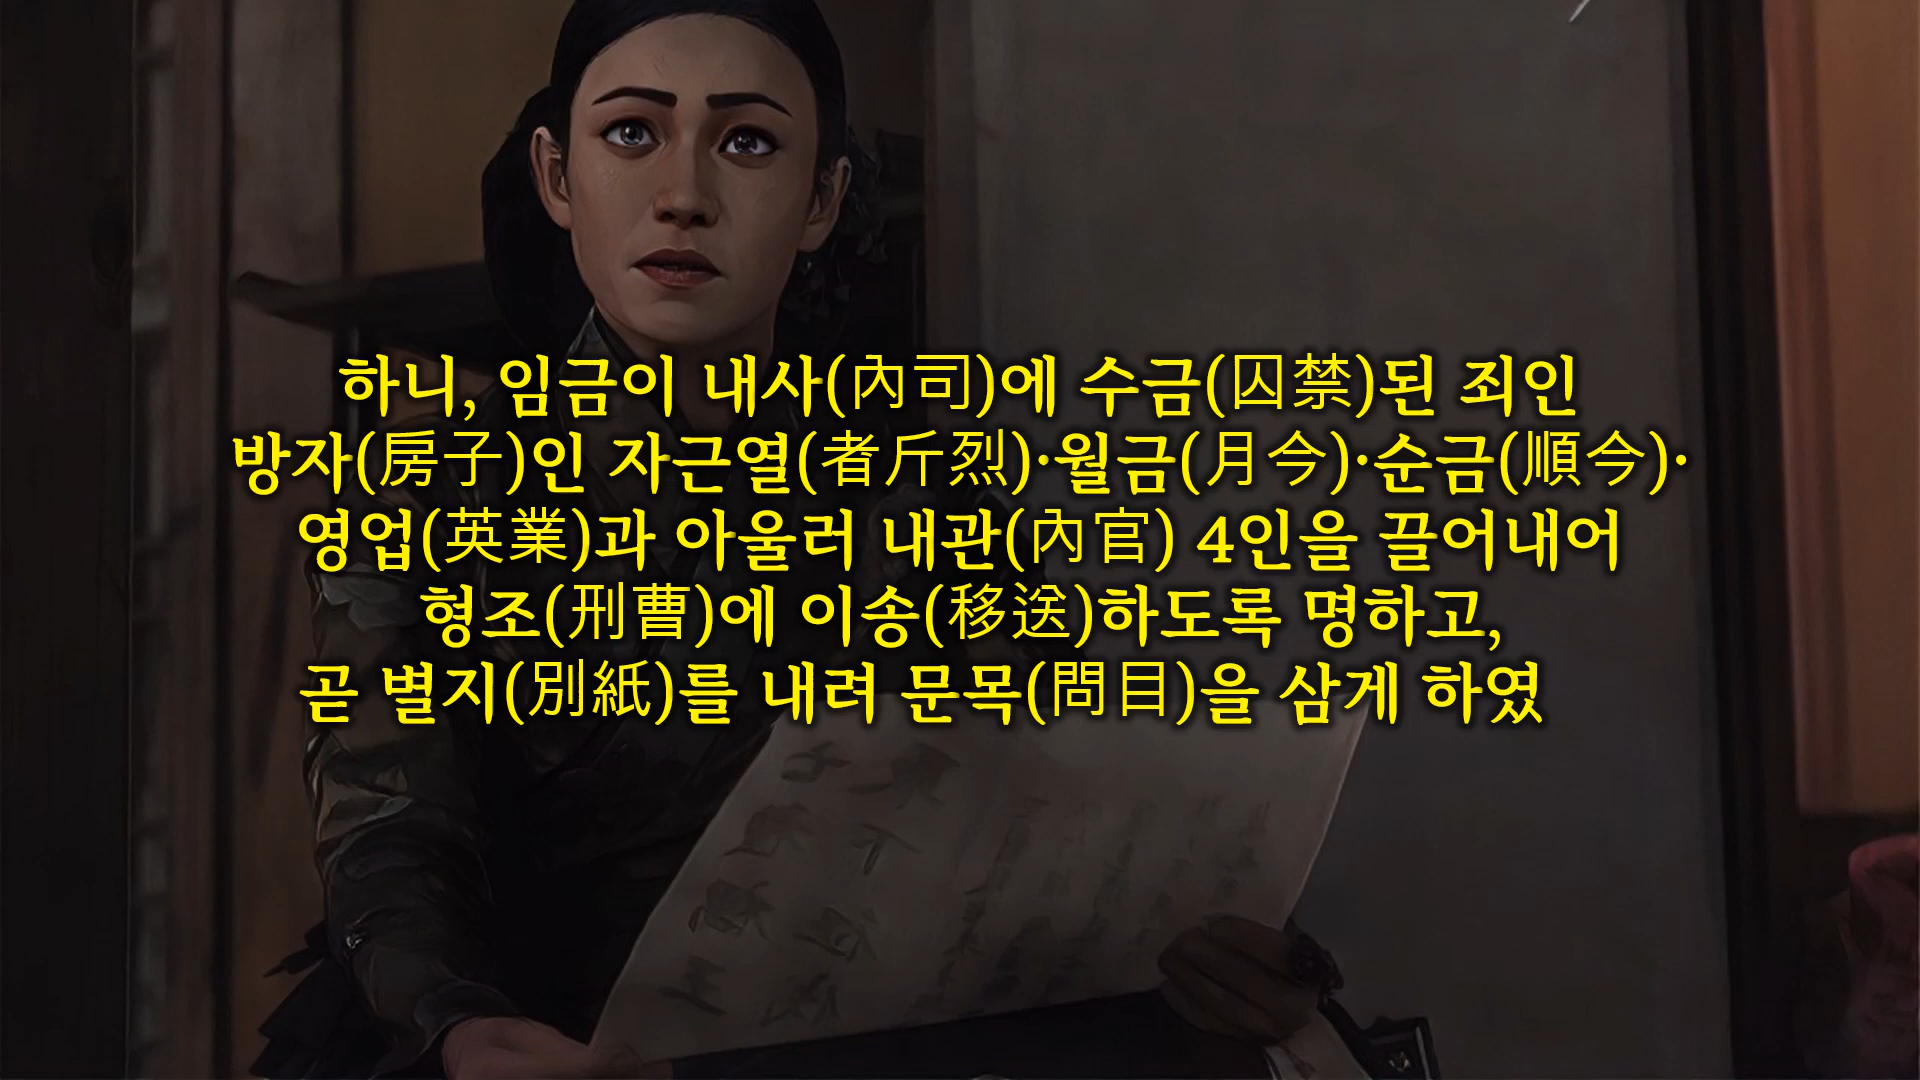 하니, 임금이 내사(內司)에 수금(囚禁)된 죄인
방자(房子)인 자근열(者斤烈)·월금(月今)·순금(順今)·
영업(英業)과 아울러 내관(內官) 4인을 끌어내어
형조(刑曹)에 이송(移送)하도록 명하고,
곧 별지(別紙)를 내려 문목(問目)을 삼게 하였